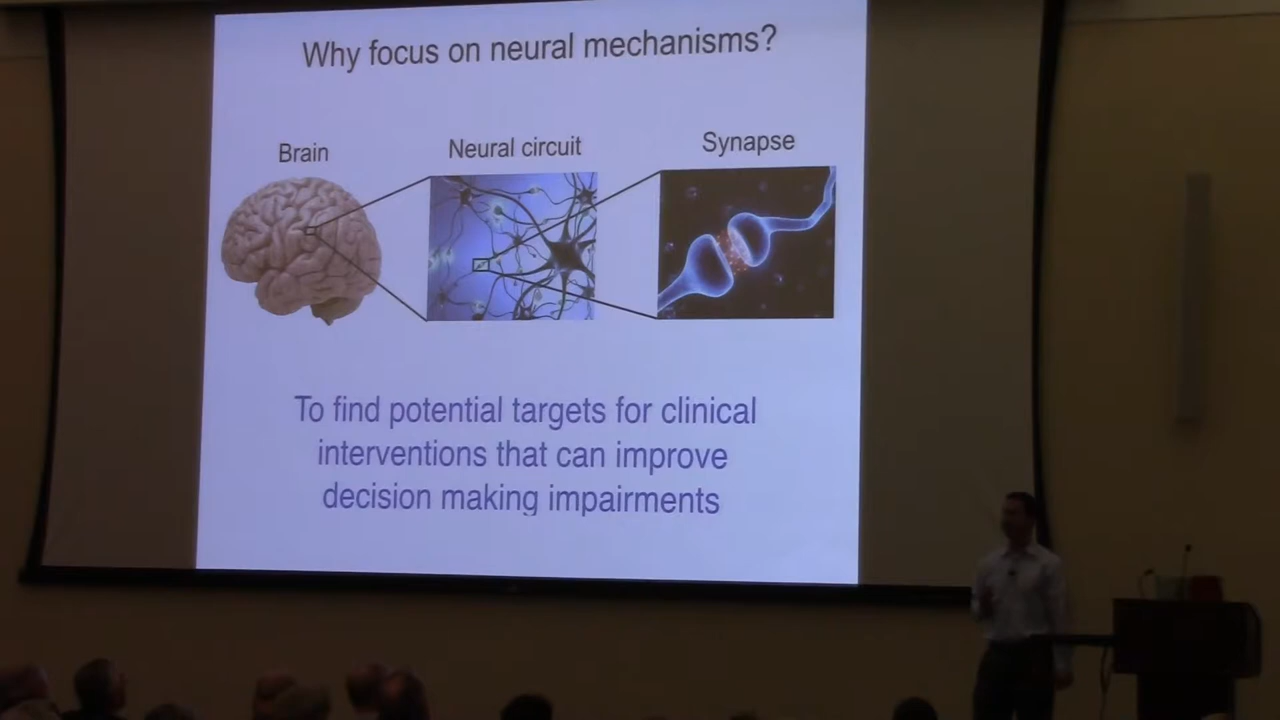 Why focus on neural mechanisms?
Brain
Neural circuit
Synapse
To find potential targets for clinical
interventions that can improve
decision making impairments